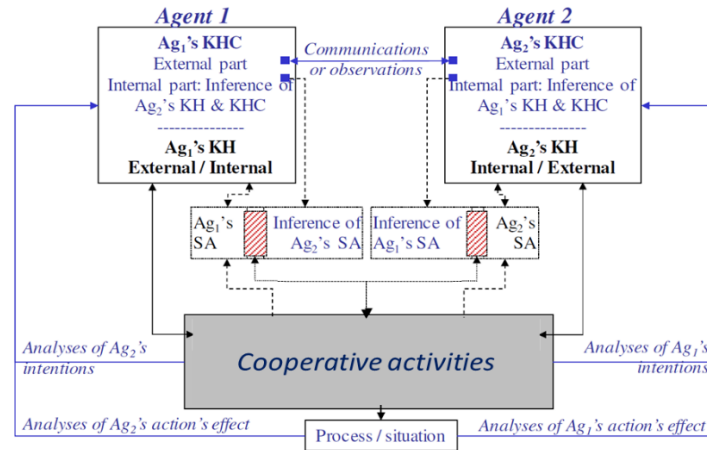 Agent 1
Agent 2
Ag₁'s KHC
External part
Internal part: Inference of
Ag₂'s KH & KHC
---------------
Ag₁'s KH
External / Internal
Communications
or observations
Ag₂'s KHC
External part
Internal part: Inference of
Ag₁'s KH & KHC
---------------
Ag₂'s KH
Internal / External
Ag₁'s
SA
Inference of
Ag₂'s SA
Inference of
Ag₁'s SA
Ag₂'s
SA
Cooperative activities
Analyses of Ag₂'s
intentions
Analyses of Ag₁'s
intentions
Analyses of Ag₂'s action's effect
Process / situation
Analyses of Ag₁'s action's effect